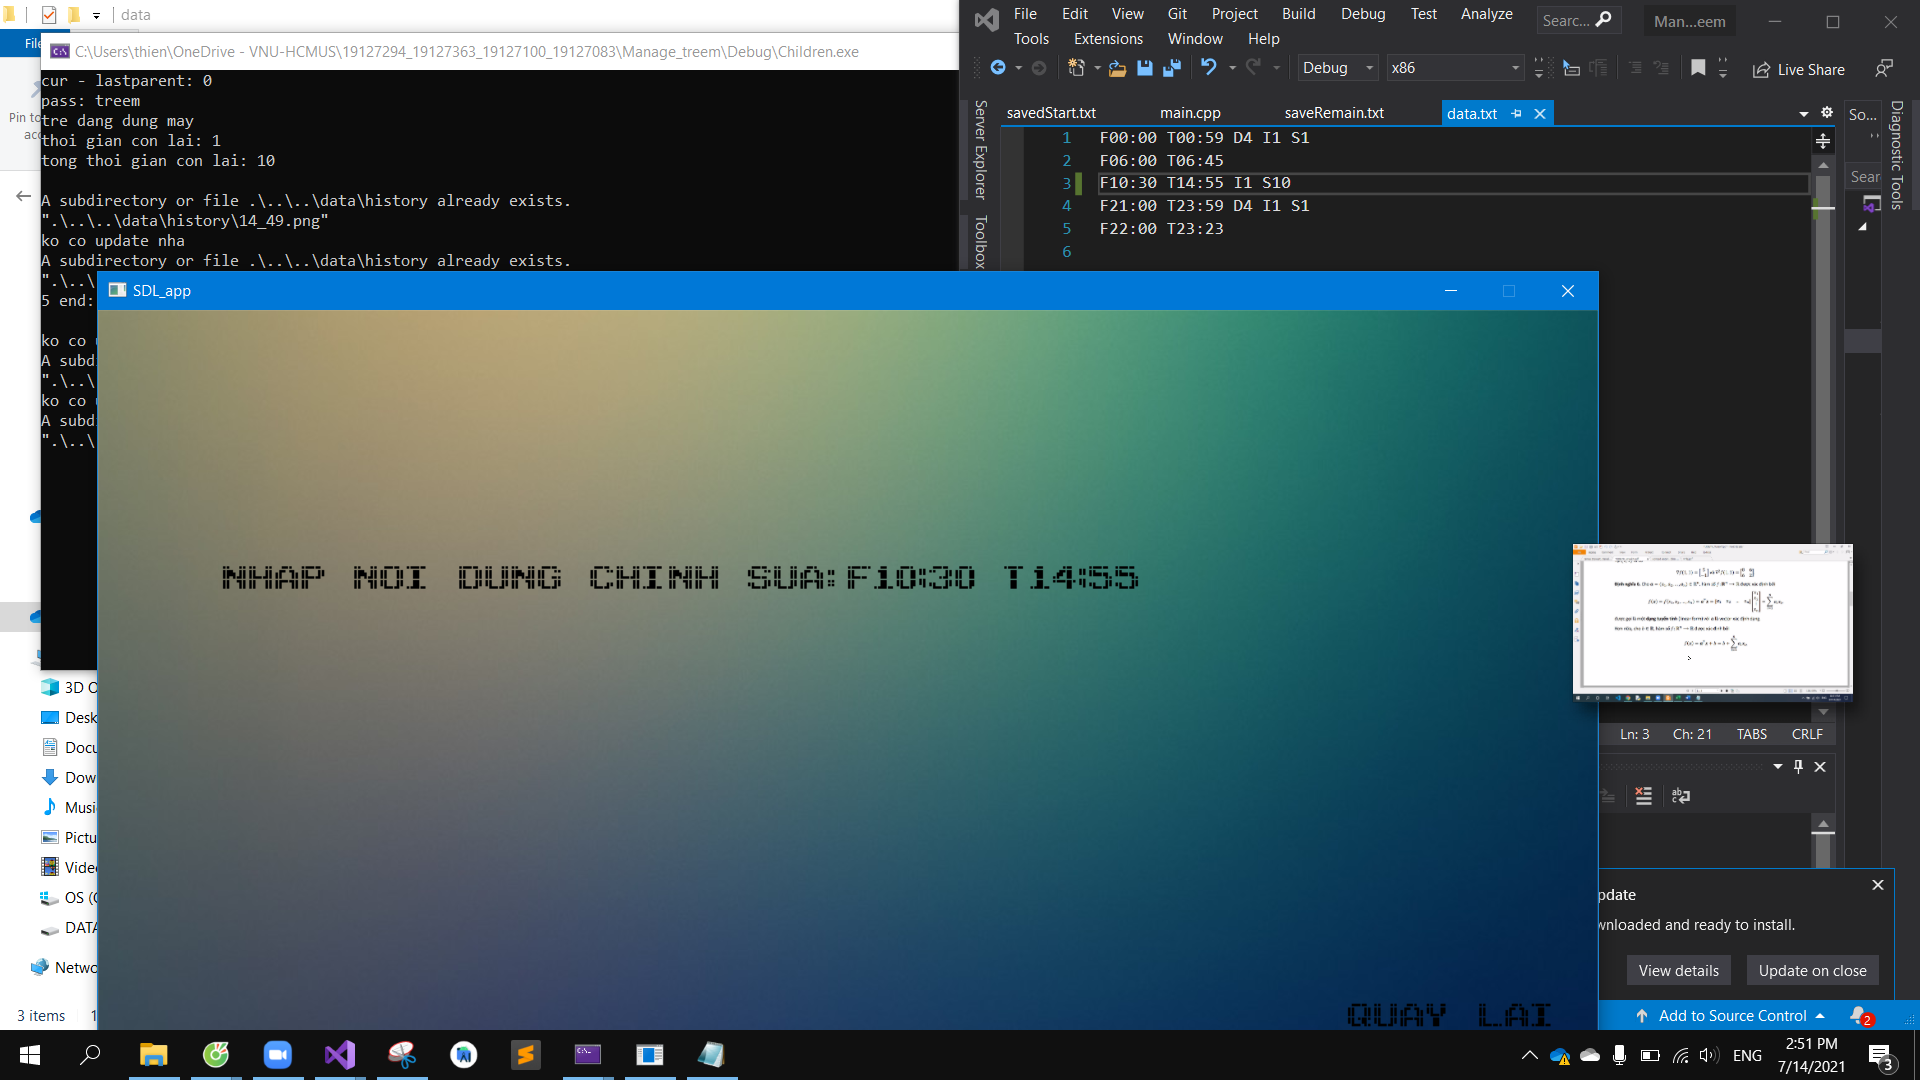 data
File
C:\Users\thien\OneDrive - VNU-HCMUS\19127294_19127363_19127100_19127083\Manage_treem\Debug\Children.exe
cur - lastparent: 0
pass: treem
tre dang dung may
thoi gian con lai: 1
tong thoi gian con lai: 10
A subdirectory or file .\..\..\data\history already exists.
".\..\..\data\history\14_49.png"
ko co update nha
A subdirectory or file .\..\..\data\history already exists.
".\..\
5 end:
ko co
A subd
".\..\
ko co
A subd
".\..\
Pin to
File Edit View Git Project Build Debug Test Analyze
Tools Extensions Window Help
Searc...
Man...eem
Debug x86 Live Share
savedStart.txt main.cpp saveRemain.txt data.txt
Server Explorer
Toolbox
1 F00:00 T00:59 D4 I1 S1
2 F06:00 T06:45
3 F10:30 T14:55 I1 S10
4 F21:00 T23:59 D4 I1 S1
5 F22:00 T23:23
6
So...
Sear
Diagnostic Tools
SDL_app
NHAP NOI DUNG CHINH SUA:F10:30 T14:55
QUAY LAI
3D O
Desk
Docu
Dow
Musi
Pictu
Video
OS (C
DATA
Netwo
3 items 1
Ln: 3 Ch: 21 TABS CRLF
pdate
wnloaded and ready to install.
View details Update on close
Add to Source Control
2
ENG
2:51 PM
7/14/2021
3